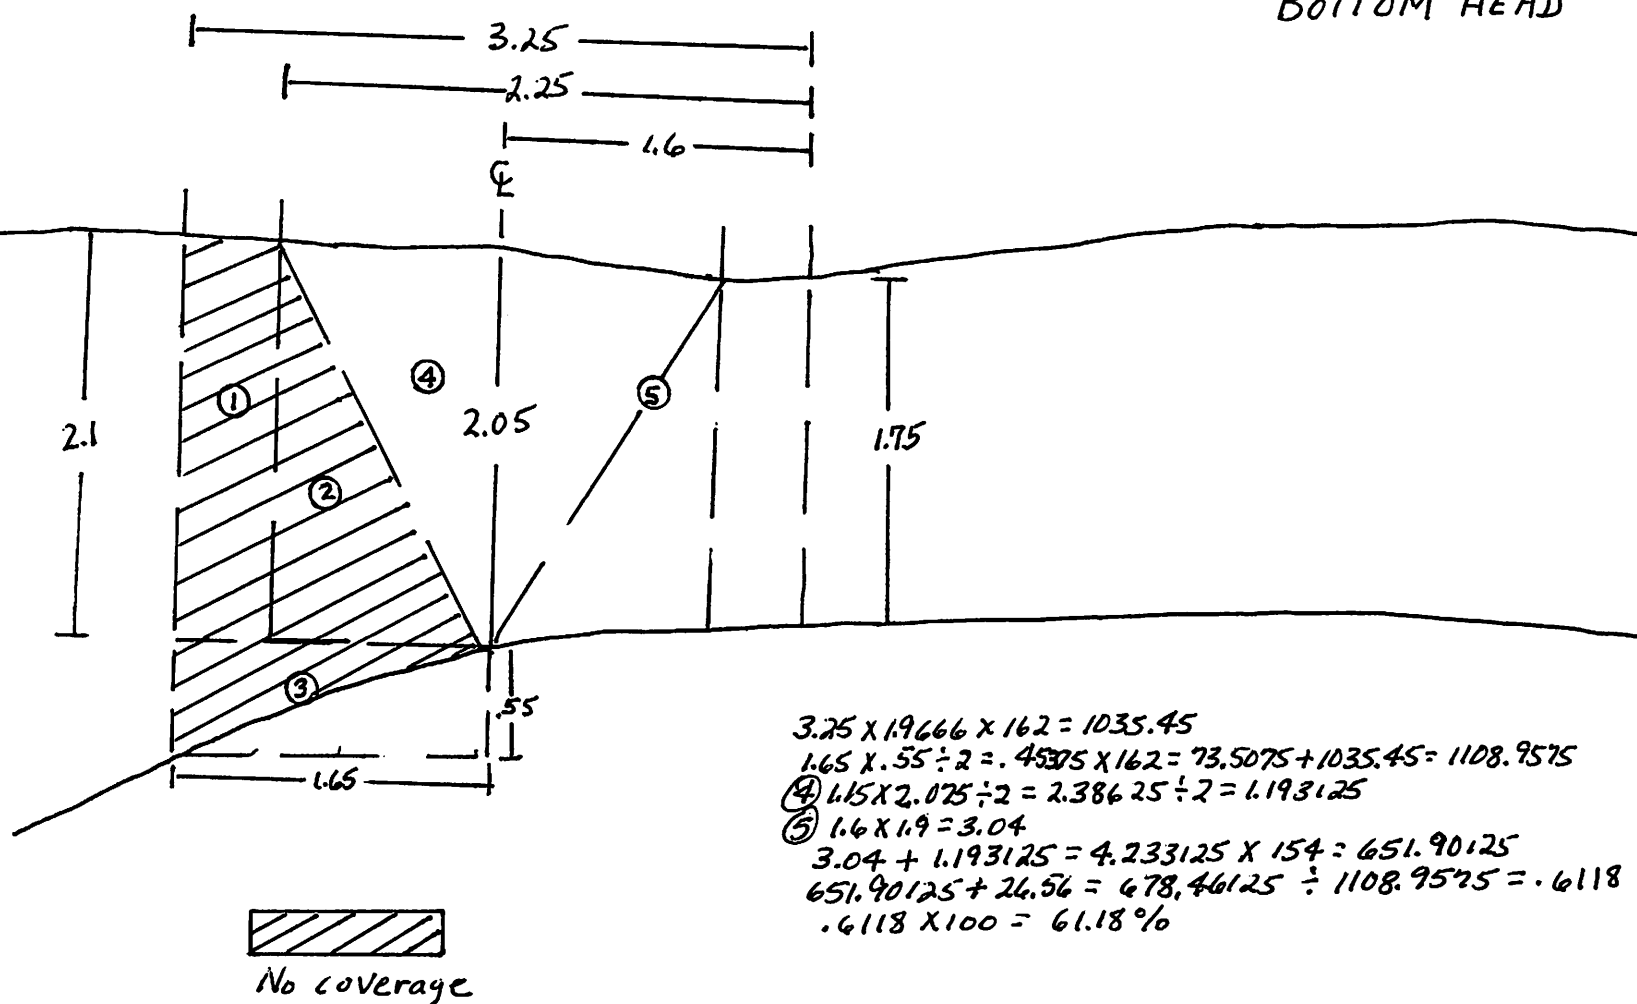 BOTTOM HEAD
3.25
2.25
1.6
℄
2.1
①
②
③
④
2.05
⑤
1.75
.55
1.65
3.25 X 1.9666 X 162 = 1035.45
1.65 X .55 ÷ 2 = .45375 X 162 = 73.5075 + 1035.45 = 1108.9575
④ 1.15 X 2.075 ÷ 2 = 2.38625 ÷ 2 = 1.193125
⑤ 1.6 X 1.9 = 3.04
3.04 + 1.193125 = 4.233125 X 154 = 651.90125
651.90125 + 26.56 = 678.46125 ÷ 1108.9575 = .6118
.6118 X 100 = 61.18 %
No coverage